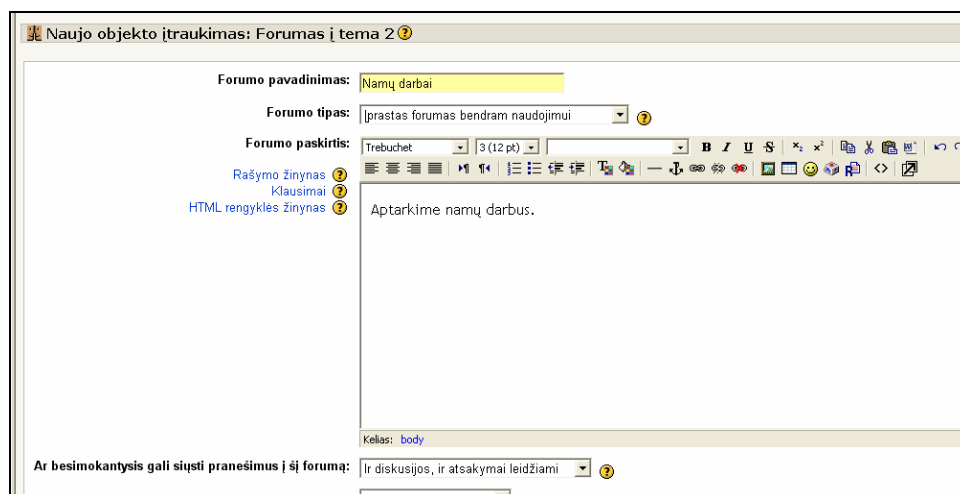 Naujo objekto įtraukimas: Forumas į tema 2
Forumo pavadinimas: Namų darbai
Forumo tipas: Įprastas forumas bendram naudojimui
Forumo paskirtis: Trebuchet 3 (12 pt)
Rašymo žinynas
Klausimai
HTML rengyklės žinynas
Aptarkime namų darbus.
Kelias: body
Ar besimokantysis gali siųsti pranešimus į šį forumą: Ir diskusijos, ir atsakymai leidžiami